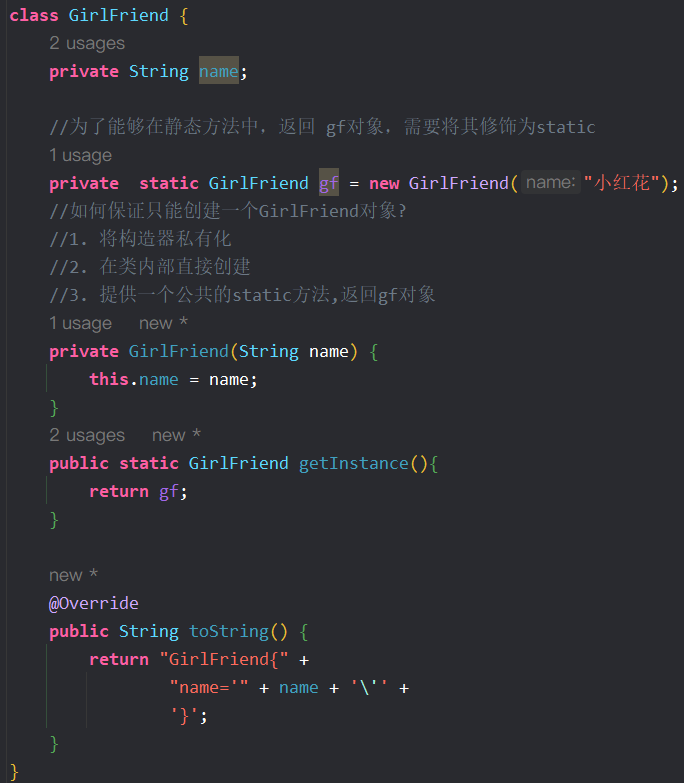 class GirlFriend {
2 usages
private String name;
//为了能够在静态方法中，返回 gf对象，需要将其修饰为static
1 usage
private  static GirlFriend gf = new GirlFriend( name: "小红花");
//如何保证只能创建一个GirlFriend对象?
//1. 将构造器私有化
//2. 在类内部直接创建
//3. 提供一个公共的static方法,返回gf对象
1 usage   new *
private GirlFriend(String name) {
this.name = name;
}
2 usages   new *
public static GirlFriend getInstance(){
return gf;
}
new *
@Override
public String toString() {
return "GirlFriend{" +
"name='" + name + '\'' +
'}';
}
}